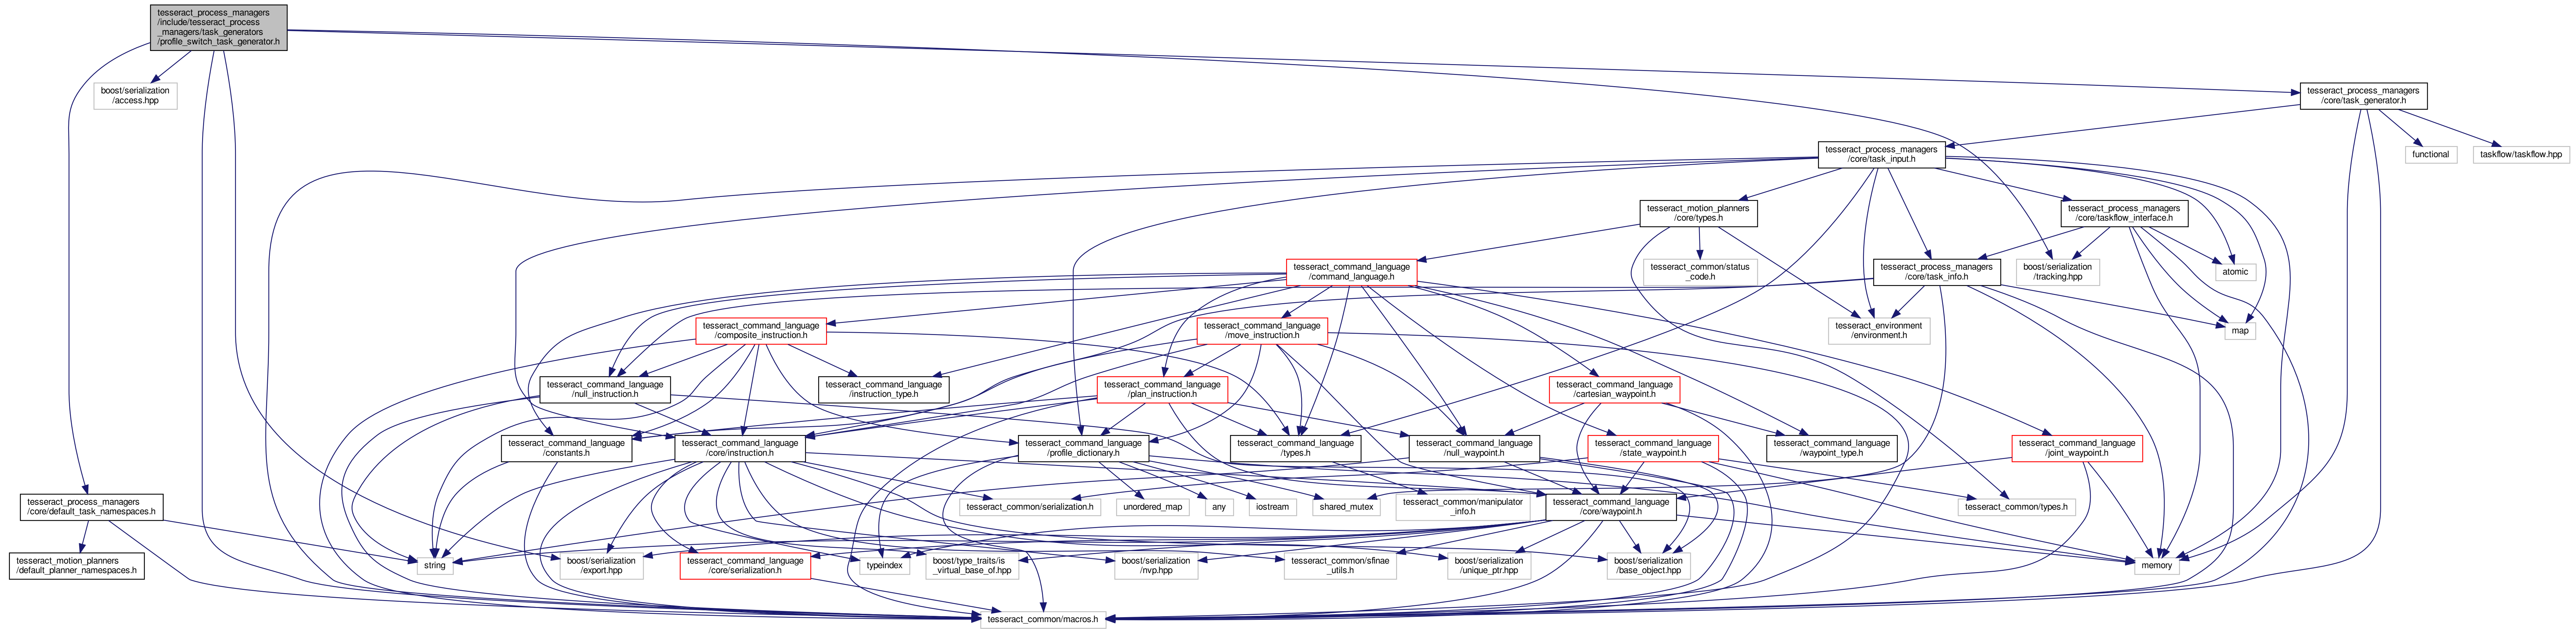 tesseract_process_managers
/include/tesseract_process
_managers/task_generators
/profile_switch_task_generator.h
boost/serialization
/access.hpp
tesseract_process_managers
/core/task_generator.h
tesseract_process_managers
/core/task_input.h
functional
taskflow/taskflow.hpp
tesseract_motion_planners
/core/types.h
tesseract_process_managers
/core/taskflow_interface.h
tesseract_command_language
/command_language.h
tesseract_common/status
_code.h
tesseract_process_managers
/core/task_info.h
boost/serialization
/tracking.hpp
atomic
tesseract_command_language
/composite_instruction.h
tesseract_command_language
/move_instruction.h
tesseract_environment
/environment.h
map
tesseract_command_language
/null_instruction.h
tesseract_command_language
/instruction_type.h
tesseract_command_language
/plan_instruction.h
tesseract_command_language
/cartesian_waypoint.h
tesseract_command_language
/constants.h
tesseract_command_language
/core/instruction.h
tesseract_command_language
/profile_dictionary.h
tesseract_command_language
/types.h
tesseract_command_language
/null_waypoint.h
tesseract_command_language
/state_waypoint.h
tesseract_command_language
/waypoint_type.h
tesseract_command_language
/joint_waypoint.h
tesseract_process_managers
/core/default_task_namespaces.h
tesseract_common/serialization.h
unordered_map
any
iostream
shared_mutex
tesseract_common/manipulator
_info.h
tesseract_command_language
/core/waypoint.h
tesseract_common/types.h
tesseract_motion_planners
/default_planner_namespaces.h
string
boost/serialization
/export.hpp
tesseract_command_language
/core/serialization.h
typeindex
boost/type_traits/is
_virtual_base_of.hpp
boost/serialization
/nvp.hpp
tesseract_common/sfinae
_utils.h
boost/serialization
/unique_ptr.hpp
boost/serialization
/base_object.hpp
memory
tesseract_common/macros.h